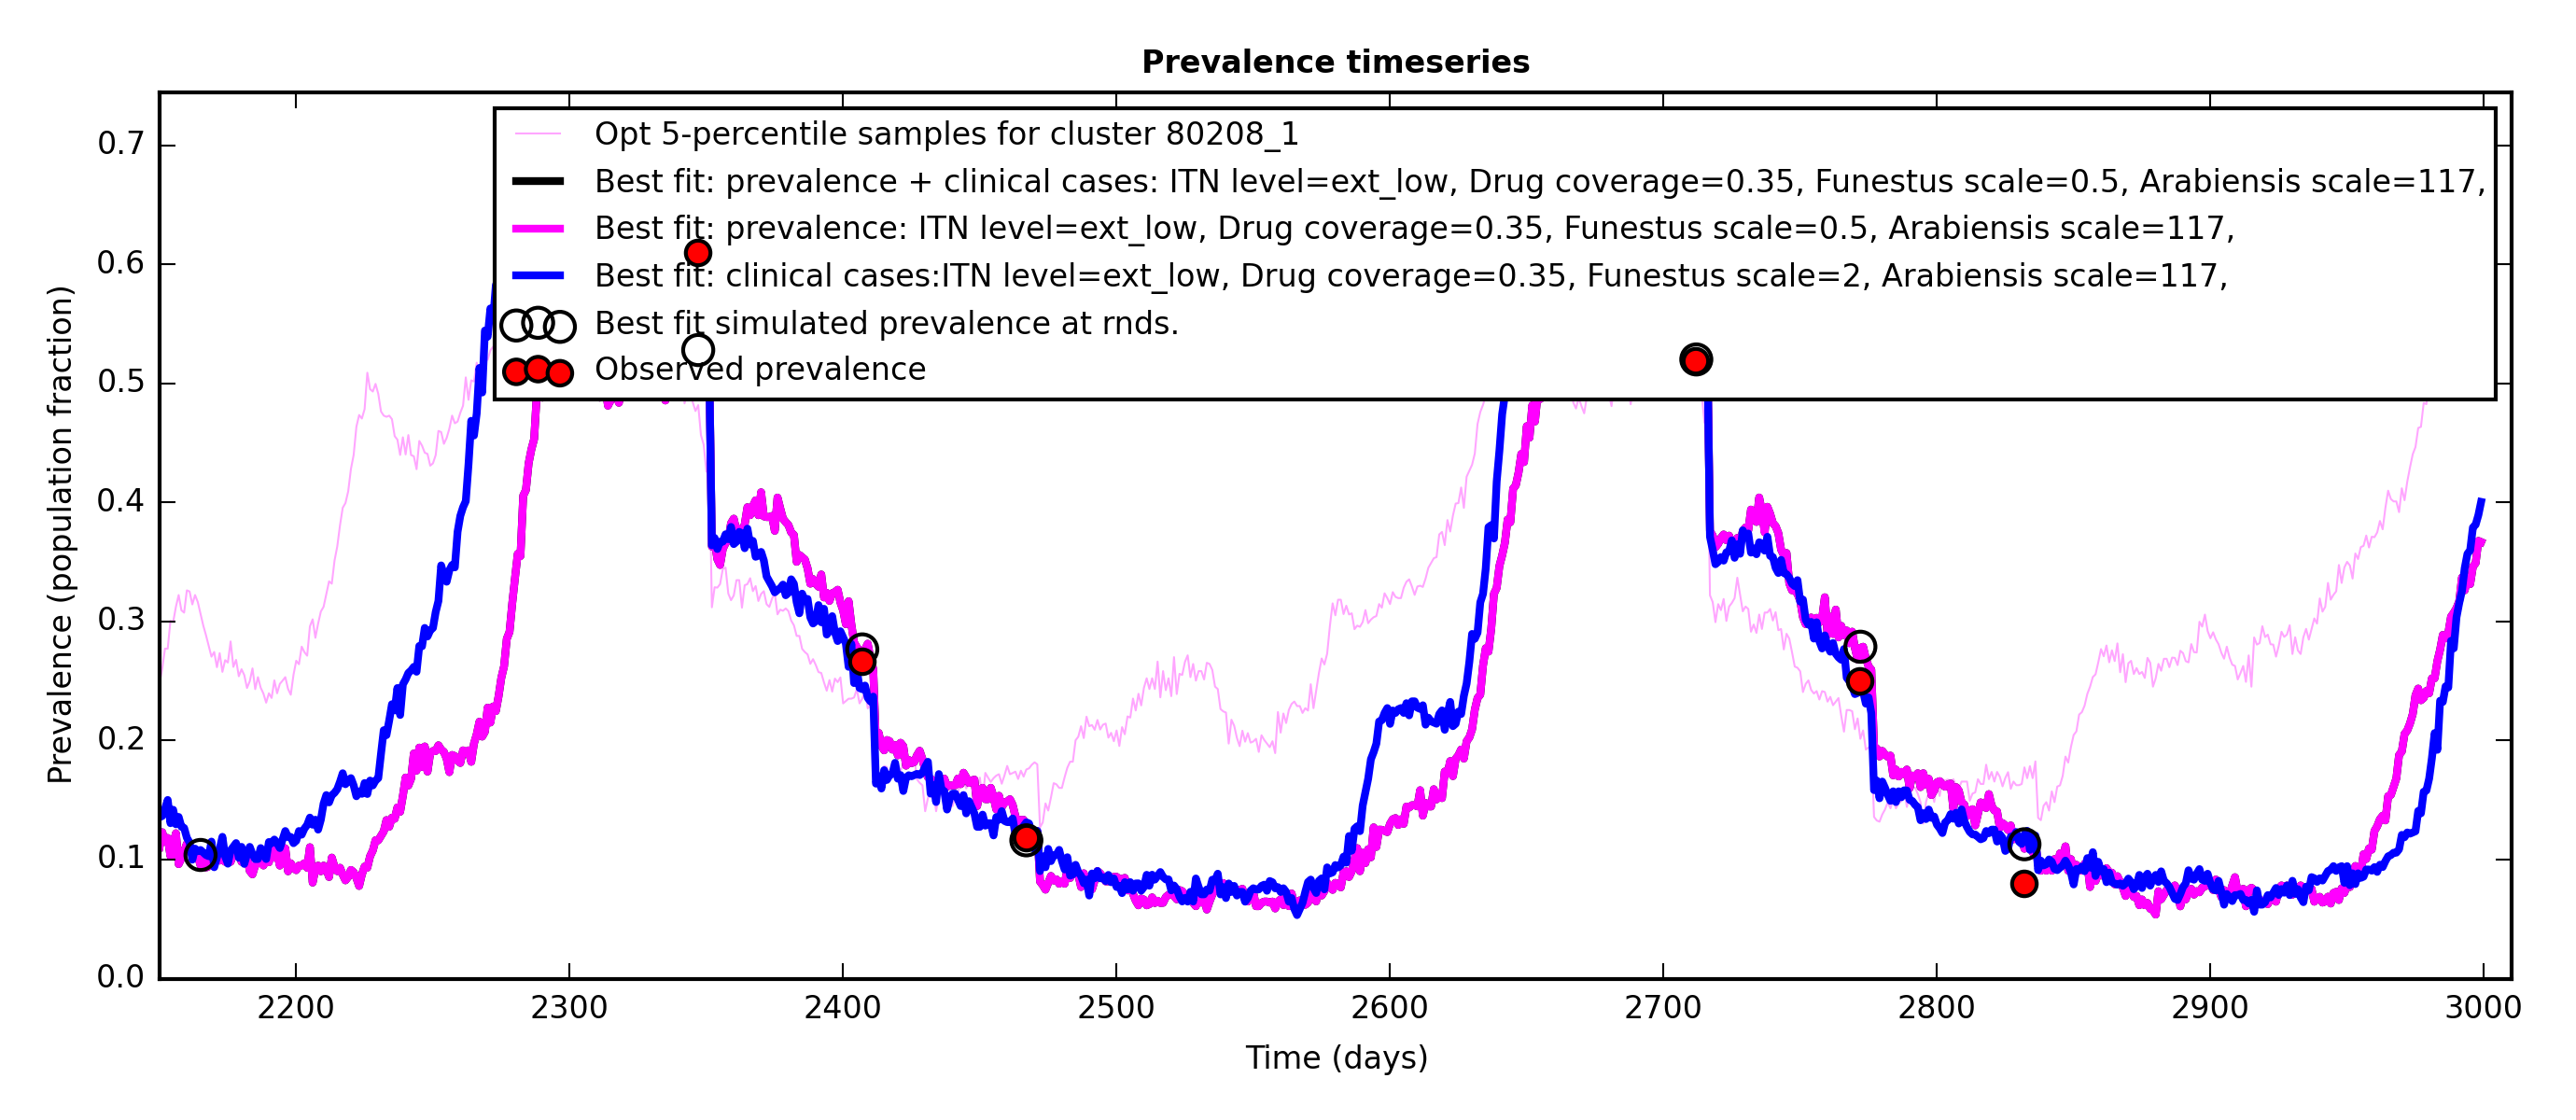 Prevalence timeseries
Opt 5-percentile samples for cluster 80208_1
Best fit: prevalence + clinical cases: ITN level=ext_low, Drug coverage=0.35, Funestus scale=0.5, Arabiensis scale=117,
Best fit: prevalence: ITN level=ext_low, Drug coverage=0.35, Funestus scale=0.5, Arabiensis scale=117,
Best fit: clinical cases:ITN level=ext_low, Drug coverage=0.35, Funestus scale=2, Arabiensis scale=117,
Best fit simulated prevalence at rnds.
Observed prevalence
Prevalence (population fraction)
0.7
0.6
0.5
0.4
0.3
0.2
0.1
0.0
2200 2300 2400 2500 2600 2700 2800 2900 3000
Time (days)